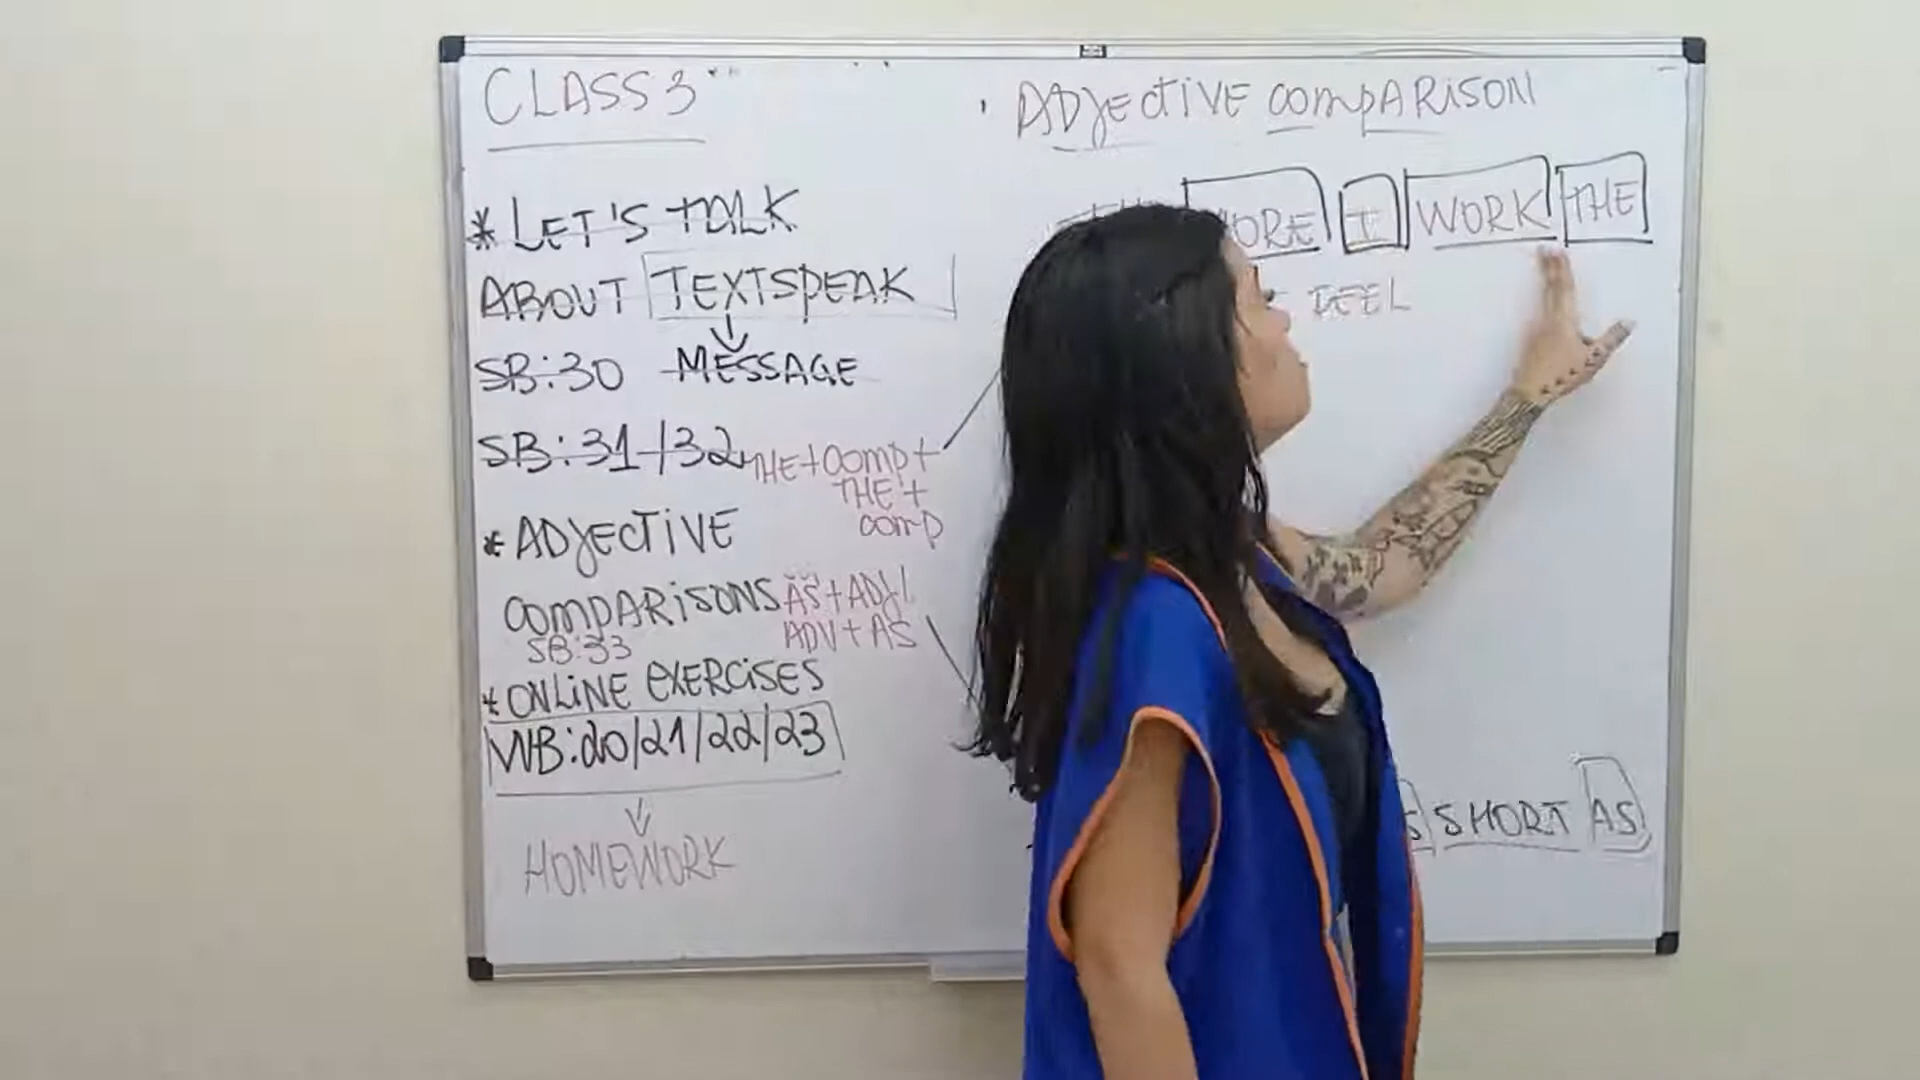 CLASS 3
* LET'S TALK
ABOUT TEXTSPEAK
SB:30 MESSAGE
SB:31/32
THE + COMP +
THE +
COMP
* ADJECTIVE
COMPARISONS
SB:33
AS + ADJ/
ADV + AS
* ONLINE EXERCISES
WB:20/21/22/23
HOMEWORK
ADJECTIVE COMPARISON
I WORK THE
SHORT AS